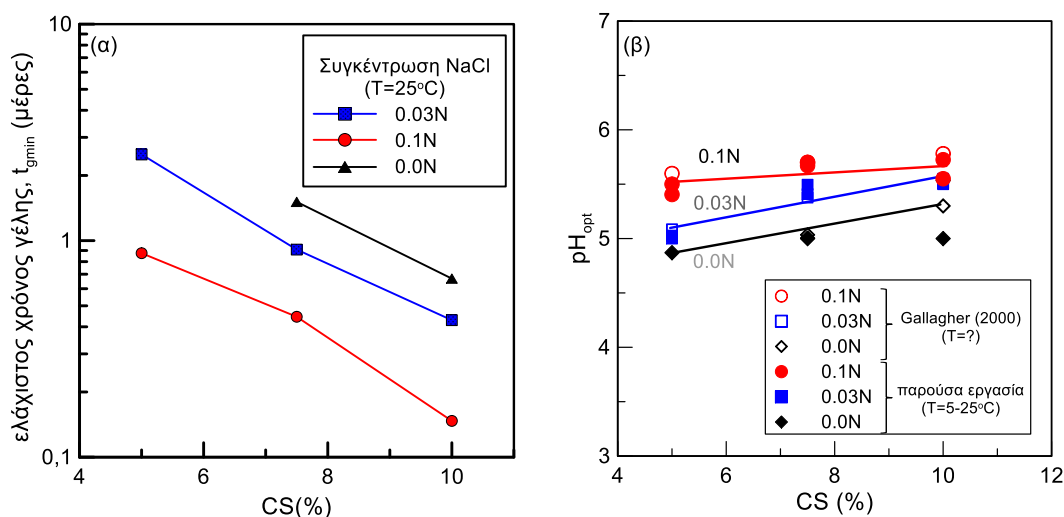 (α)
ελάχιστος χρόνος γέλης, tgmin (μέρες)
10
1
0,1
4
6
8
10
CS(%)
Συγκέντρωση NaCl
(T=25°C)
0.03N
0.1N
0.0N
(β)
pHopt
7
6
5
4
3
4
6
8
10
12
CS (%)
0.1N
0.03N
0.0N
0.1N
0.03N
0.0N
Gallagher (2000)
(T=?)
0.1N
0.03N
0.0N
παρούσα εργασία
(T=5-25°C)